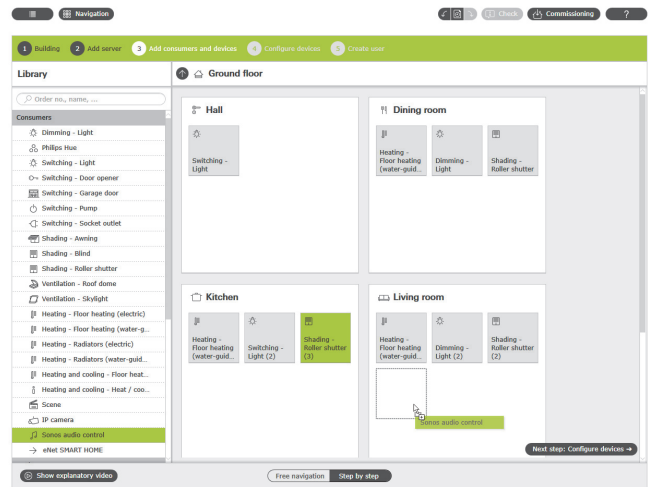 Navigation
Check
Commissioning
?
1 Building 2 Add server 3 Add consumers and devices 4 Configure devices 5 Create user
Library
Ground floor
Order no., name, ...
Consumers
Dimming - Light
Philips Hue
Switching - Light
Switching - Door opener
Switching - Garage door
Switching - Pump
Switching - Socket outlet
Shading - Awning
Shading - Blind
Shading - Roller shutter
Ventilation - Roof dome
Ventilation - Skylight
Heating - Floor heating (electric)
Heating - Floor heating (water-g...
Heating - Radiators (electric)
Heating - Radiators (water-guid...
Heating and cooling - Floor heat...
Heating and cooling - Heat / coo...
Scene
IP camera
Sonos audio control
eNet SMART HOME
Hall
Switching -
Light
Dining room
Heating -
Floor heating
(water-guid...
Dimming -
Light
Shading -
Roller shutter
Kitchen
Heating -
Floor heating
(water-guid...
Switching -
Light (2)
Shading -
Roller shutter
(3)
Living room
Heating -
Floor heating
(water-guid...
Dimming -
Light (2)
Shading -
Roller shutter
(2)
Sonos audio control
Next step: Configure devices
Show explanatory video
Free navigation
Step by step